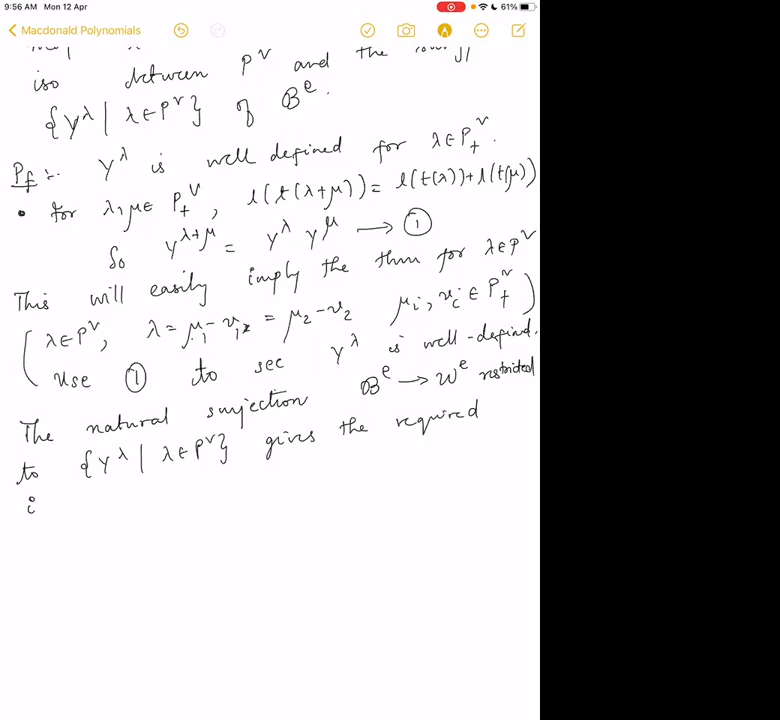 9:56 AM Mon 12 Apr 61%
Macdonald Polynomials
iso between P^∨ and the
{Y^λ | λ ∈ P^∨} of B^e.
Pf :- Y^λ is well defined for λ ∈ P_+^∨.
• for λ, μ ∈ P_+^∨, l(t(λ+μ)) = l(t(λ)) + l(t(μ))
So Y^{λ+μ} = Y^λ Y^μ → ①
This will easily imply the thm for λ ∈ P^∨
( λ ∈ P^∨, λ = μ_1 - ν_1 = μ_2 - ν_2 μ_i, ν_i ∈ P_+^∨ )
Use ① to see Y^λ is well-defined.
The natural surjection B^e → W^e restricted
to {Y^λ | λ ∈ P^∨} gives the required
i